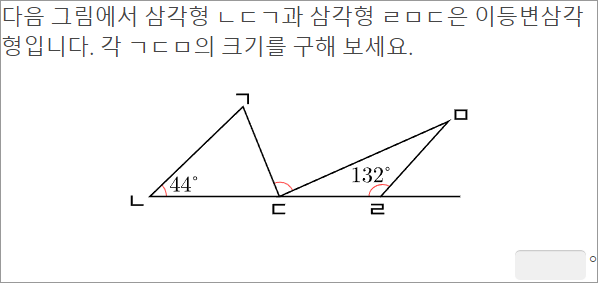 다음 그림에서 삼각형 ㄴㄷㄱ과 삼각형 ㄹㅁㄷ은 이등변삼각
형입니다. 각 ㄱㄷㅁ의 크기를 구해 보세요.
ㄱ
ㅁ
44°
132°
ㄴ
ㄷ
ㄹ
°